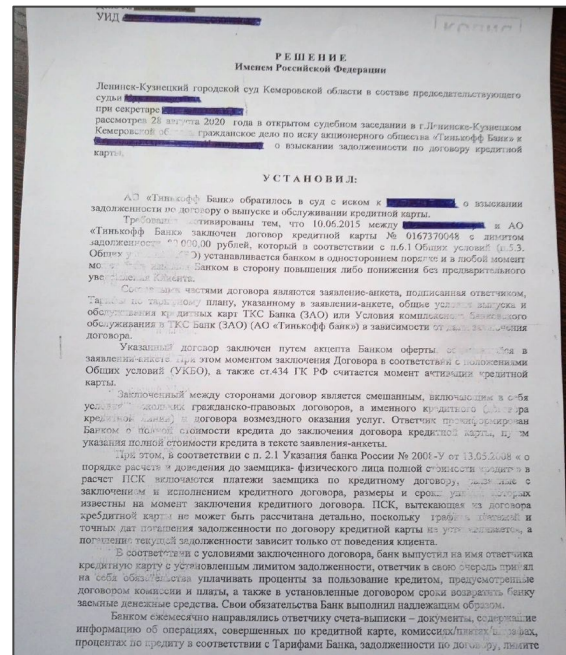 УИД
КОПИЯ
РЕШЕНИЕ
Именем Российской Федерации
Ленинск-Кузнецкий городской суд Кемеровской области в составе председательствующего
судьи
при секретаре
рассмотрев 28 августа 2020 года в открытом судебном заседании в г.Ленинске-Кузнецком
Кемеровской области гражданское дело по иску акционерного общества «Тинькофф Банк» к
о взыскании задолженности по договору кредитной
карты,
УСТАНОВИЛ:
АО «Тинькофф Банк» обратилось в суд с иском к о взыскании
задолженности по договору о выпуске и обслуживании кредитной карты.
Требования мотивированы тем, что 10.06.2015 между и АО
«Тинькофф Банк» заключен договор кредитной карты № 0167370048 с лимитом
задолженности 000,00 рублей, который в соответствии с п.6.1 Общих условий (п.5.3.
Общих устанавливается банком в одностороннем порядке и в любой момент
может Банком в сторону повышения либо понижения без предварительного
уведомления Клиента.
Составными частями договора являются заявление-анкета, подписанная ответчиком,
Тарифы по тарифному плану, указанному в заявлении-анкете, общие условия выпуска и
обслуживания кредитных карт ТКС Банка (ЗАО) или Условия комплексного банковского
обслуживания в ТКС Банк (ЗАО) (АО «Тинькофф банк») в зависимости от даты заключения
договора.
Указанный договор заключен путем акцепта Банком оферты, в
заявлении-анкете. При этом моментом заключения Договора в соответствии с положениями
Общих условий (УКБО), а также ст.434 ГК РФ считается момент активации кредитной
карты.
Заключенный между сторонами договор является смешанным, включающим в себя
условия нескольких гражданско-правовых договоров, а именного кредитного (договора
кредитной линии) и договора возмездного оказания услуг. Ответчик проинформирован
Банком о полной стоимости кредита до заключения договора кредитной карты, путем
указания полной стоимости кредита в тексте заявления-анкеты.
При этом, в соответствии с п. 2.1 Указания банка России № 2008-У от 13.05.2008 «о
порядке расчета и доведения до заемщика- физического лица полной стоимости кредита» в
расчет ПСК включаются платежи заемщика по кредитному договору, связанные с
заключением и исполнением кредитного договора, размеры и сроки уплаты которых
известны на момент заключения кредитного договора. ПСК, вытекающая из договора
кре5дитной карты не может быть рассчитана детально, поскольку график платежей и
точных дат погашения задолженности по договору кредитной карты не устанавливается, а
погашение текущей задолженности зависит только от поведения клиента.
В соответствии с условиями заключенного договора, банк выпустил на имя ответчика
кредитную карту с установленным лимитом задолженности, ответчик в свою очередь принял
на себя обязательства уплачивать проценты за пользование кредитом, предусмотренные
договором комиссии и платы, а также в установленные договором сроки возвратить банку
заемные денежные средства. Свои обязательства Банк выполнил надлежащим образом.
Банком ежемесячно направлялись ответчику счета-выписки – документы, содержащие
информацию об операциях, совершенных по кредитной карте, комиссиях/платах/штрафах,
процентах по кредиту в соответствии с Тарифами Банка, задолженности по договору, лимите